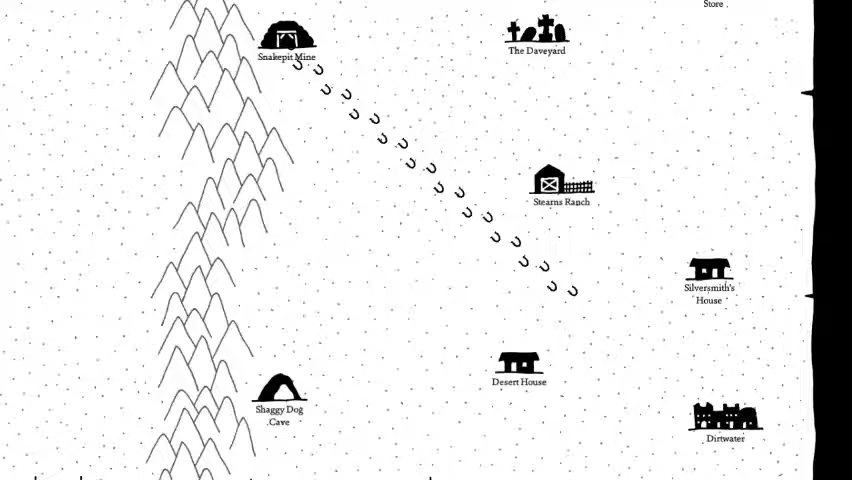 Store
Snakepit Mine
The Daveyard
Stearns Ranch
Silversmith's
House
Desert House
Shaggy Dog
Cave
Dirtwater